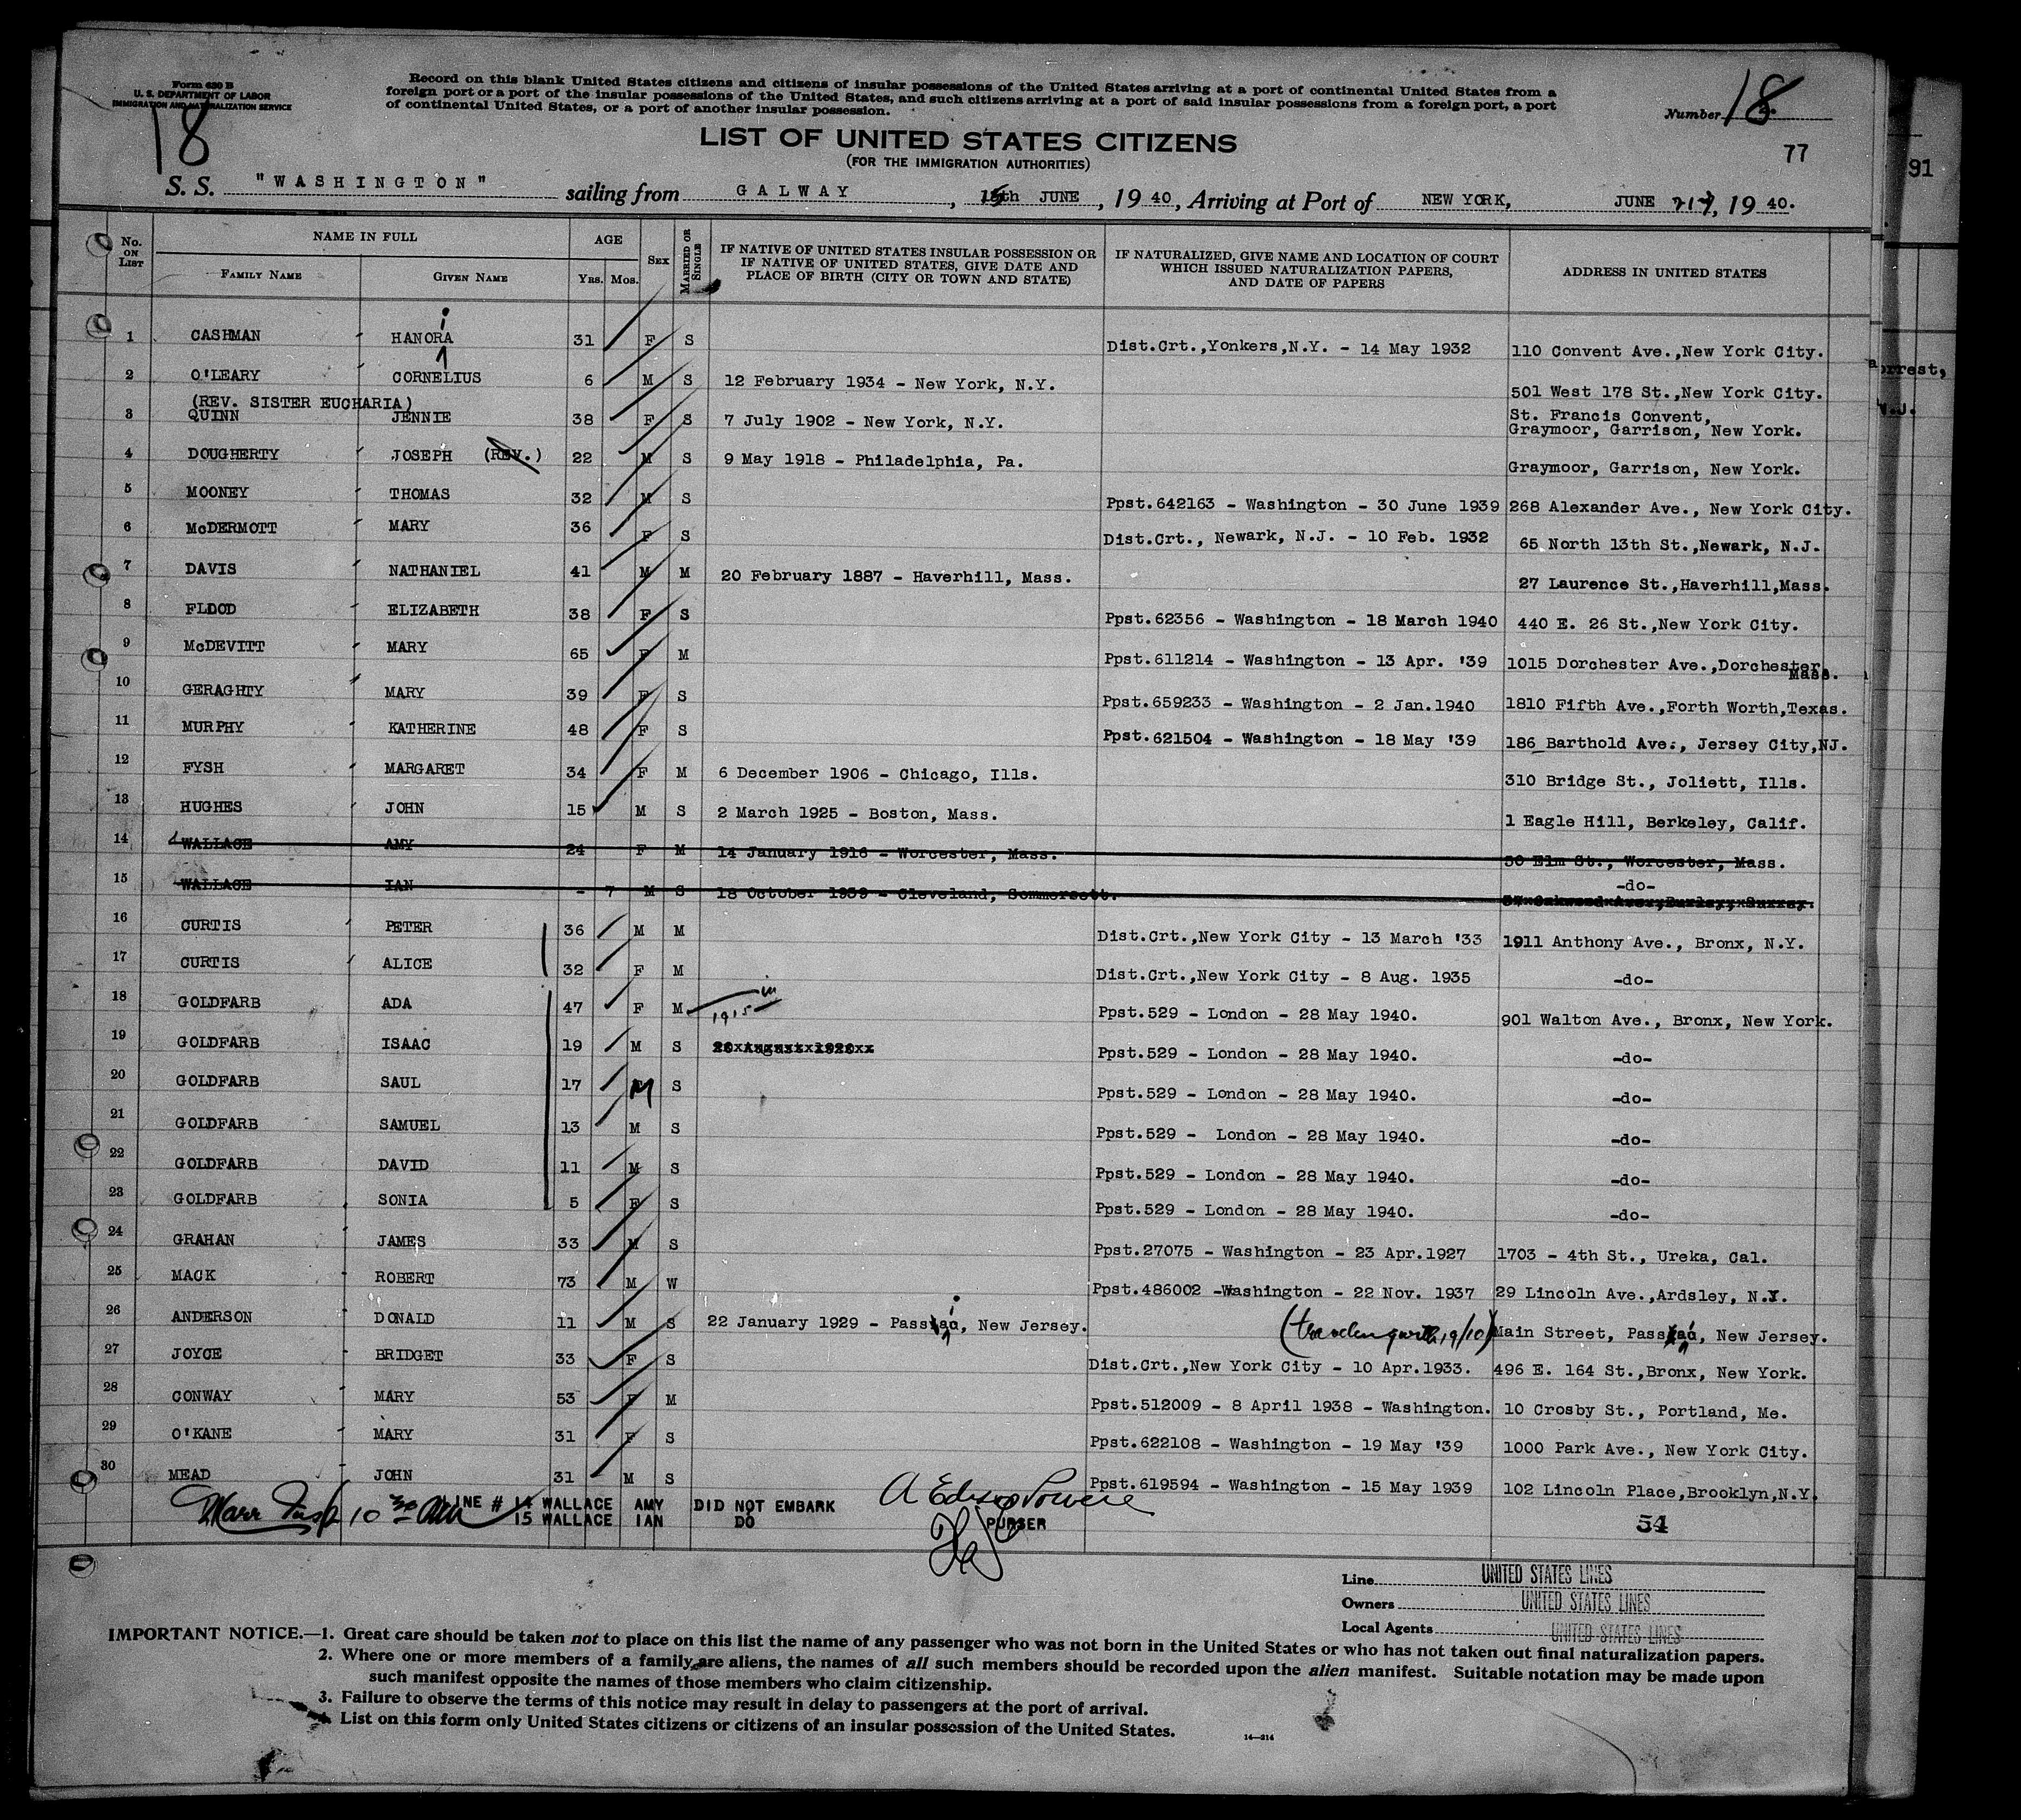 Form 630 B
U. S. DEPARTMENT OF LABOR
IMMIGRATION AND NATURALIZATION SERVICE
18
Record on this blank United States citizens and citizens of insular possessions of the United States arriving at a port of continental United States from a
foreign port or a port of the insular possessions of the United States, and such citizens arriving at a port of said insular possessions from a foreign port, a port
of continental United States, or a port of another insular possession.
Number 18
LIST OF UNITED STATES CITIZENS
(FOR THE IMMIGRATION AUTHORITIES)
77
91
S. S. "WASHINGTON" sailing from GALWAY, 15th JUNE, 1940, Arriving at Port of NEW YORK, JUNE 21, 1940.
No. ON LIST
NAME IN FULL
FAMILY NAME
GIVEN NAME
AGE
YRS. MOS.
SEX
MARRIED OR SINGLE
IF NATIVE OF UNITED STATES INSULAR POSSESSION OR
IF NATIVE OF UNITED STATES, GIVE DATE AND
PLACE OF BIRTH (CITY OR TOWN AND STATE)
IF NATURALIZED, GIVE NAME AND LOCATION OF COURT
WHICH ISSUED NATURALIZATION PAPERS,
AND DATE OF PAPERS
ADDRESS IN UNITED STATES
1 CASHMAN HANORA 31 F S Dist.Crt.,Yonkers,N.Y. - 14 May 1932 110 Convent Ave.,New York City.
2 O'LEARY CORNELIUS 6 M S 12 February 1934 - New York, N.Y. 501 West 178 St.,New York City.
(REV. SISTER EUCHARIA)
3 QUINN JENNIE 38 F S 7 July 1902 - New York, N.Y. St. Francis Convent,
Graymoor, Garrison, New York.
4 DOUGHERTY JOSEPH (REV.) 22 M S 9 May 1918 - Philadelphia, Pa. Graymoor, Garrison, New York.
5 MOONEY THOMAS 32 M S Ppst.642163 - Washington - 30 June 1939 268 Alexander Ave., New York City.
6 McDERMOTT MARY 36 F S Dist.Crt., Newark, N.J. - 10 Feb. 1932 65 North 13th St.,Newark, N.J.
7 DAVIS NATHANIEL 41 M M 20 February 1887 - Haverhill, Mass. 27 Laurence St.,Haverhill,Mass.
8 FLOOD ELIZABETH 38 F S Ppst.62356 - Washington - 18 March 1940 440 E. 26 St.,New York City.
9 McDEVITT MARY 65 F M Ppst.611214 - Washington - 13 Apr. '39 1015 Dorchester Ave.,Dorchester,
Mass.
10 GERAGHTY MARY 39 F S Ppst.659233 - Washington - 2 Jan.1940 1810 Fifth Ave.,Forth Worth,Texas.
11 MURPHY KATHERINE 48 F S Ppst.621504 - Washington - 18 May '39 186 Barthold Ave., Jersey City,NJ.
12 FYSH MARGARET 34 F M 6 December 1906 - Chicago, Ills. 310 Bridge St., Joliett, Ills.
13 HUGHES JOHN 15 M S 2 March 1925 - Boston, Mass. 1 Eagle Hill, Berkeley, Calif.
14 WALLACE AMY 24 F M 14 January 1916 - Worcester, Mass. 50 Elm St., Worcester, Mass.
15 WALLACE IAN - 7 M S 18 October 1939 - Cleveland, Sommersett. -do-
16 CURTIS PETER 36 M M Dist.Crt.,New York City - 13 March '33 1911 Anthony Ave., Bronx, N.Y.
17 CURTIS ALICE 32 F M Dist.Crt.,New York City - 8 Aug. 1935 -do-
18 GOLDFARB ADA 47 F M 1915 Ppst.529 - London - 28 May 1940. 901 Walton Ave., Bronx, New York.
19 GOLDFARB ISAAC 19 M S Ppst.529 - London - 28 May 1940. -do-
20 GOLDFARB SAUL 17 M S Ppst.529 - London - 28 May 1940. -do-
21 GOLDFARB SAMUEL 13 M S Ppst.529 - London - 28 May 1940. -do-
22 GOLDFARB DAVID 11 M S Ppst.529 - London - 28 May 1940. -do-
23 GOLDFARB SONIA 5 F S Ppst.529 - London - 28 May 1940. -do-
24 GRAHAN JAMES 33 M S Ppst.27075 - Washington - 23 Apr.1927 1703 - 4th St., Ureka, Cal.
25 MACK ROBERT 73 M W Ppst.486002 -Washington - 22 Nov. 1937 29 Lincoln Ave.,Ardsley, N.Y.
26 ANDERSON DONALD 11 M S 22 January 1929 - Passaic, New Jersey. 19/10) Main Street, Passaic, New Jersey.
27 JOYCE BRIDGET 33 F S Dist.Crt.,New York City - 10 Apr.1933. 496 E. 164 St.,Bronx, New York.
28 CONWAY MARY 53 F M Ppst.512009 - 8 April 1938 - Washington. 10 Crosby St., Portland, Me.
29 O'KANE MARY 31 F S Ppst.622108 - Washington - 19 May '39 1000 Park Ave., New York City.
30 MEAD JOHN 31 M S Ppst.619594 - Washington - 15 May 1939 102 Lincoln Place,Brooklyn,N.Y.
LINE # 14 WALLACE AMY DID NOT EMBARK
15 WALLACE IAN DO
PURSER
54
Line UNITED STATES LINES
Owners UNITED STATES LINES
Local Agents UNITED STATES LINES
IMPORTANT NOTICE.—1. Great care should be taken not to place on this list the name of any passenger who was not born in the United States or who has not taken out final naturalization papers.
2. Where one or more members of a family are aliens, the names of all such members should be recorded upon the alien manifest. Suitable notation may be made upon
such manifest opposite the names of those members who claim citizenship.
3. Failure to observe the terms of this notice may result in delay to passengers at the port of arrival.
4. List on this form only United States citizens or citizens of an insular possession of the United States.
14—214